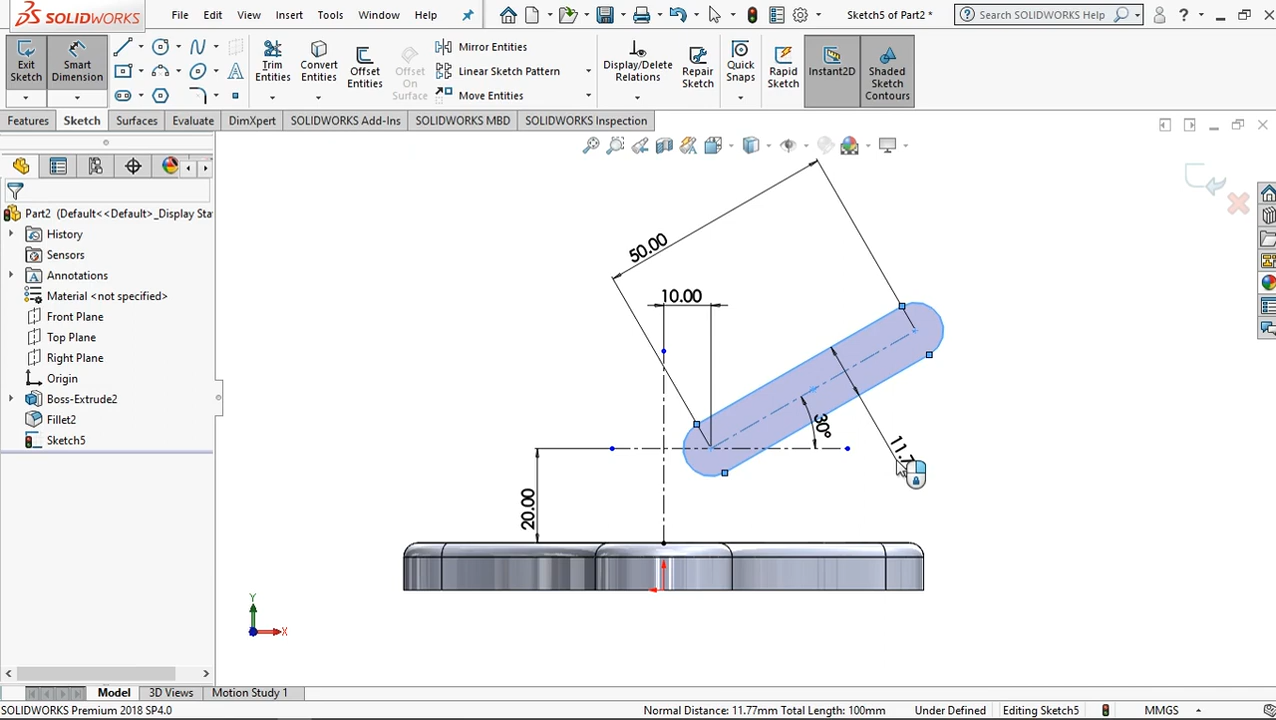 SOLIDWORKS
File Edit View Insert Tools Window Help
Sketch5 of Part2 *
Search SOLIDWORKS Help
?
Exit Sketch
Smart Dimension
Trim Entities
Convert Entities
Offset Entities
Offset On Surface
Mirror Entities
Linear Sketch Pattern
Move Entities
Display/Delete Relations
Repair Sketch
Quick Snaps
Rapid Sketch
Instant2D
Shaded Sketch Contours
Features Sketch Surfaces Evaluate DimXpert SOLIDWORKS Add-Ins SOLIDWORKS MBD SOLIDWORKS Inspection
Part2 (Default<<Default>_Display Sta
History
Sensors
Annotations
Material <not specified>
Front Plane
Top Plane
Right Plane
Origin
Boss-Extrude2
Fillet2
Sketch5
50.00
10.00
30°
11.7
20.00
Y
X
Model 3D Views Motion Study 1
SOLIDWORKS Premium 2018 SP4.0
Normal Distance: 11.77mm Total Length: 100mm
Under Defined
Editing Sketch5
MMGS